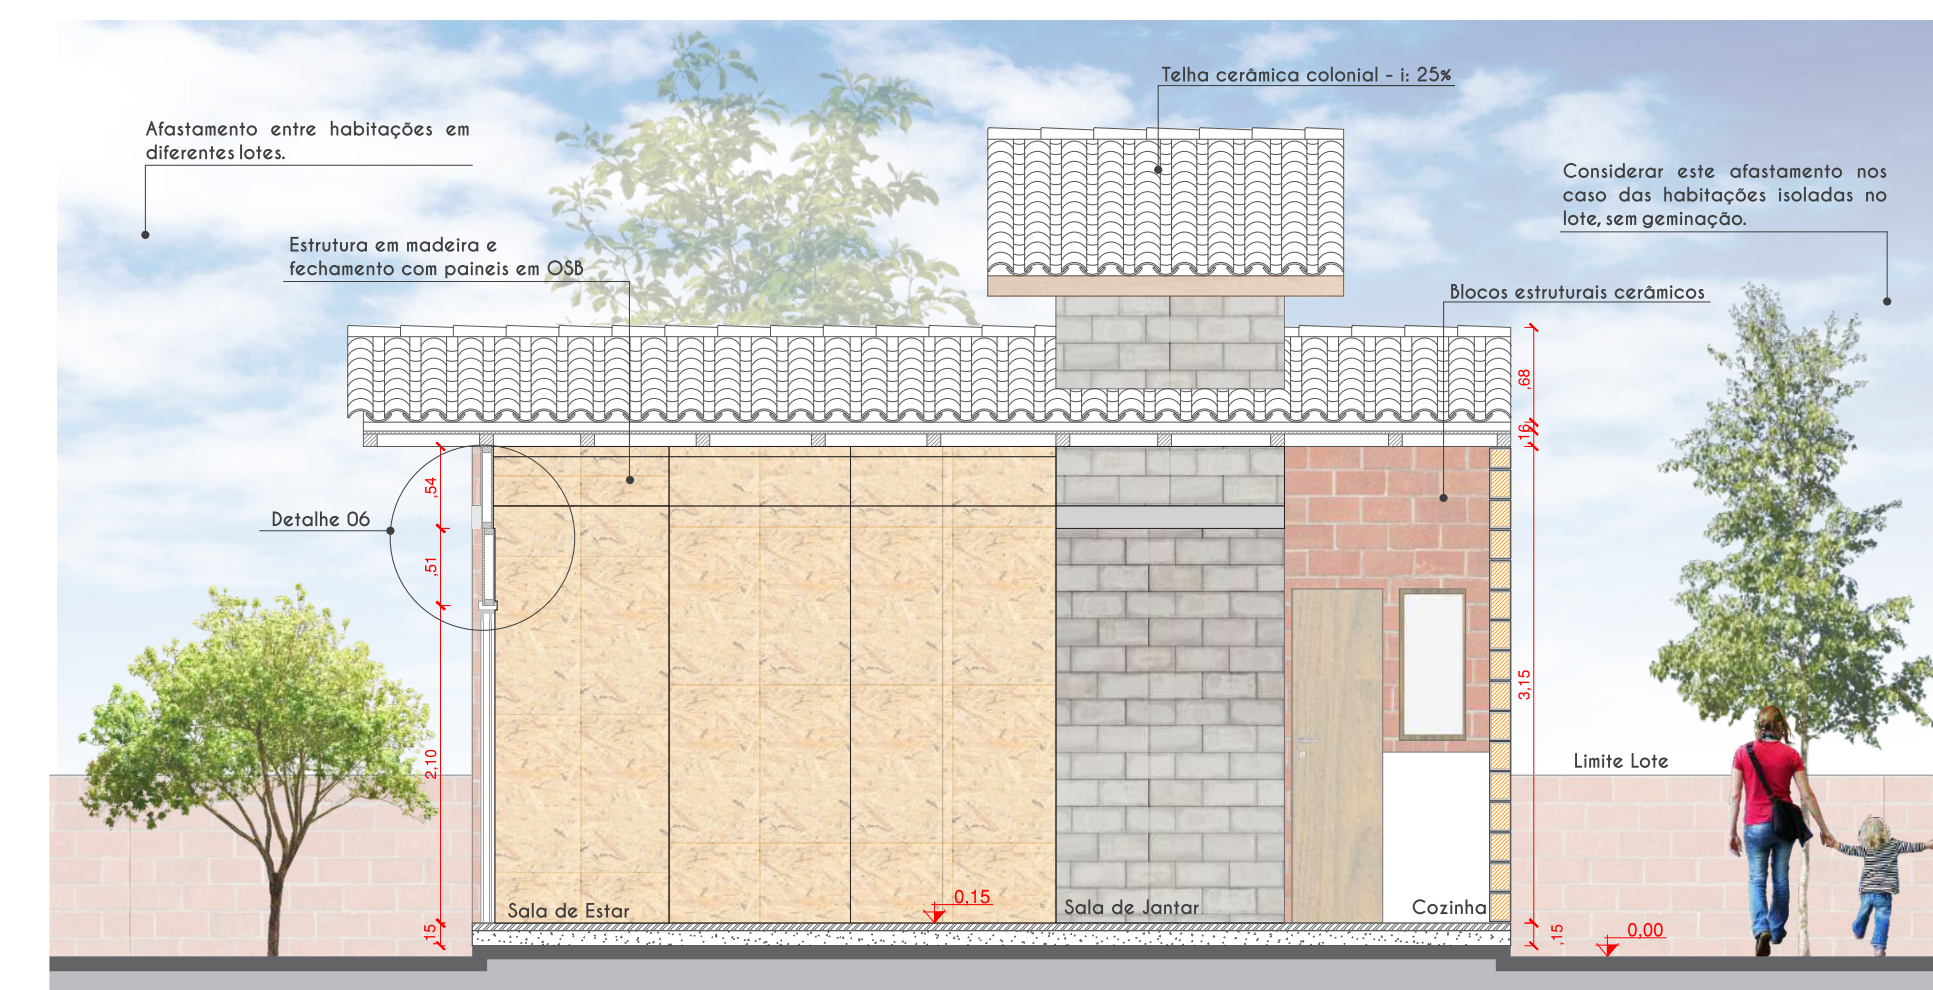 Telha cerâmica colonial - i: 25%
Afastamento entre habitações em
diferentes lotes.
Considerar este afastamento nos
caso das habitações isoladas no
lote, sem geminação.
Estrutura em madeira e
fechamento com paineis em OSB
Blocos estruturais cerâmicos
,68
,16
,54
Detalhe 06
,51
3,15
2,10
Limite Lote
Sala de Estar
0,15
Sala de Jantar
Cozinha
,15
,15
0,00